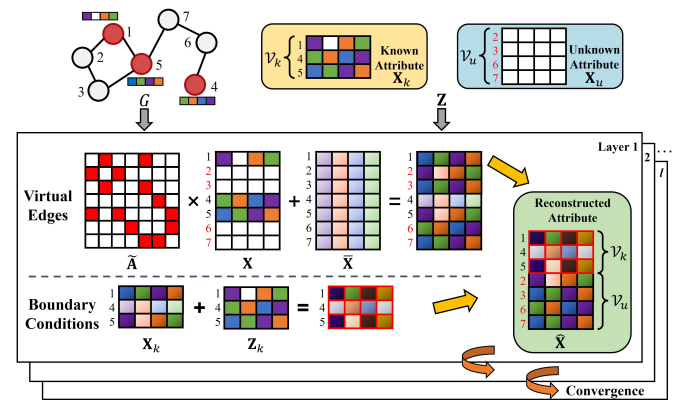 1
2
3
4
5
6
7
G
𝒱k
1
4
5
Known
Attribute
Xk
𝒱u
2
3
6
7
Unknown
Attribute
Xu
Z
Layer 1
2
...
l
Virtual
Edges
×
1
2
3
4
5
6
7
+
1
2
3
4
5
6
7
=
1
2
3
4
5
6
7
Ã
X
X̅
Reconstructed
Attribute
1
4
5
2
3
6
7
𝒱k
𝒱u
X̂
Boundary
Conditions
1
4
5
+
1
4
5
=
1
4
5
Xk
Zk
Convergence